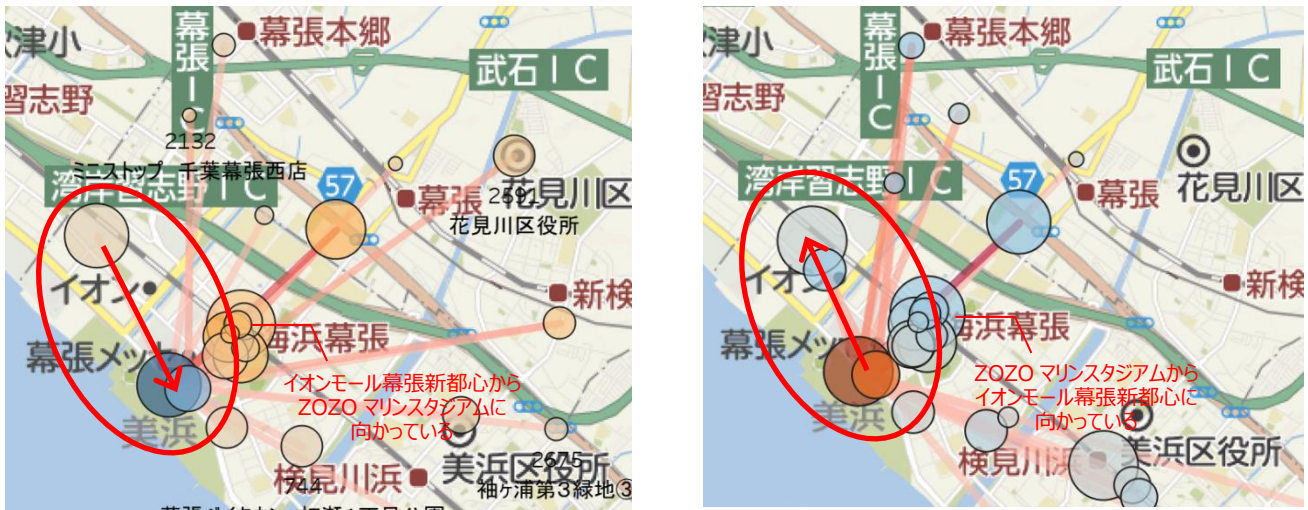 幕張IC
幕張本郷
津小
武石IC
習志野
2132
ミニストップ 千葉幕張西店
湾岸習志野IC
57
幕張
花見川区
2591
花見川区役所
イオン
新検
海浜幕張
幕張メッセ
イオンモール幕張新都心から
ZOZO マリンスタジアムに
向かっている
美浜
美浜区役所
検見川浜
2675
744
袖ケ浦第3緑地③
幕張IC
幕張本郷
津小
武石IC
習志野
湾岸習志野IC
57
幕張
花見川区
イオン
新検
海浜幕張
幕張メッ
ZOZO マリンスタジアムから
イオンモール幕張新都心に
向かっている
美浜
美浜区役所
検見川浜